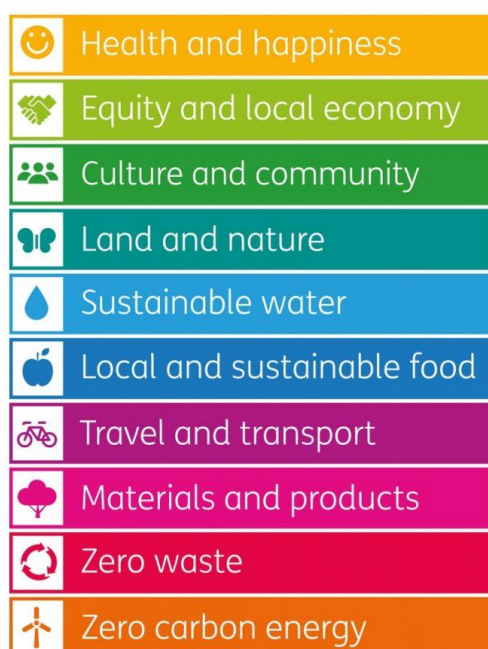 Health and happiness
Equity and local economy
Culture and community
Land and nature
Sustainable water
Local and sustainable food
Travel and transport
Materials and products
Zero waste
Zero carbon energy